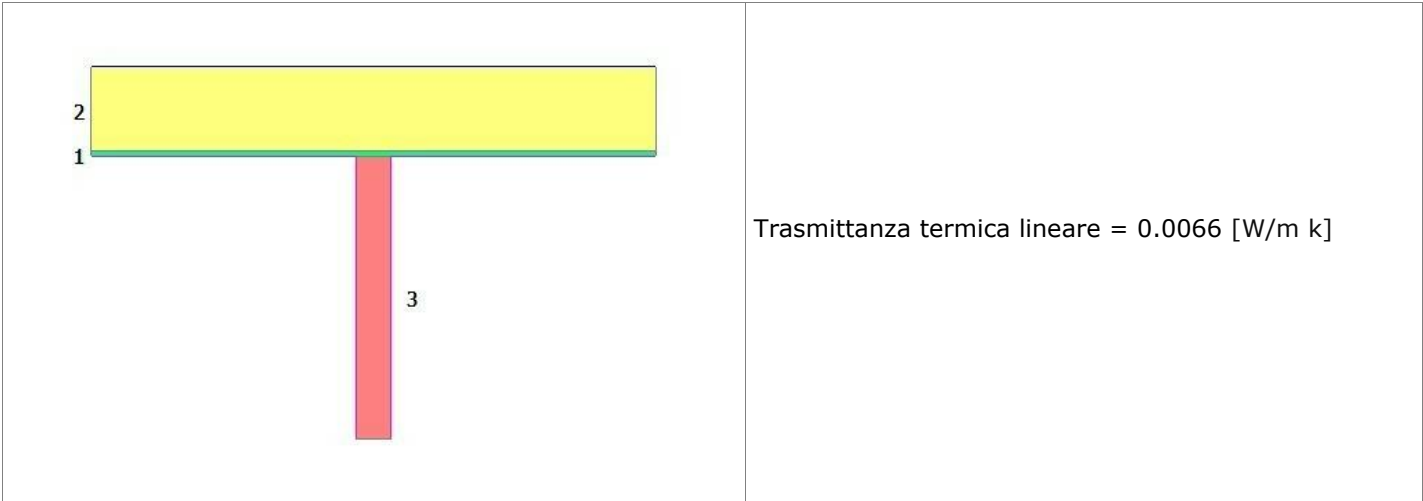 2
1
3
Trasmittanza termica lineare = 0.0066 [W/m k]